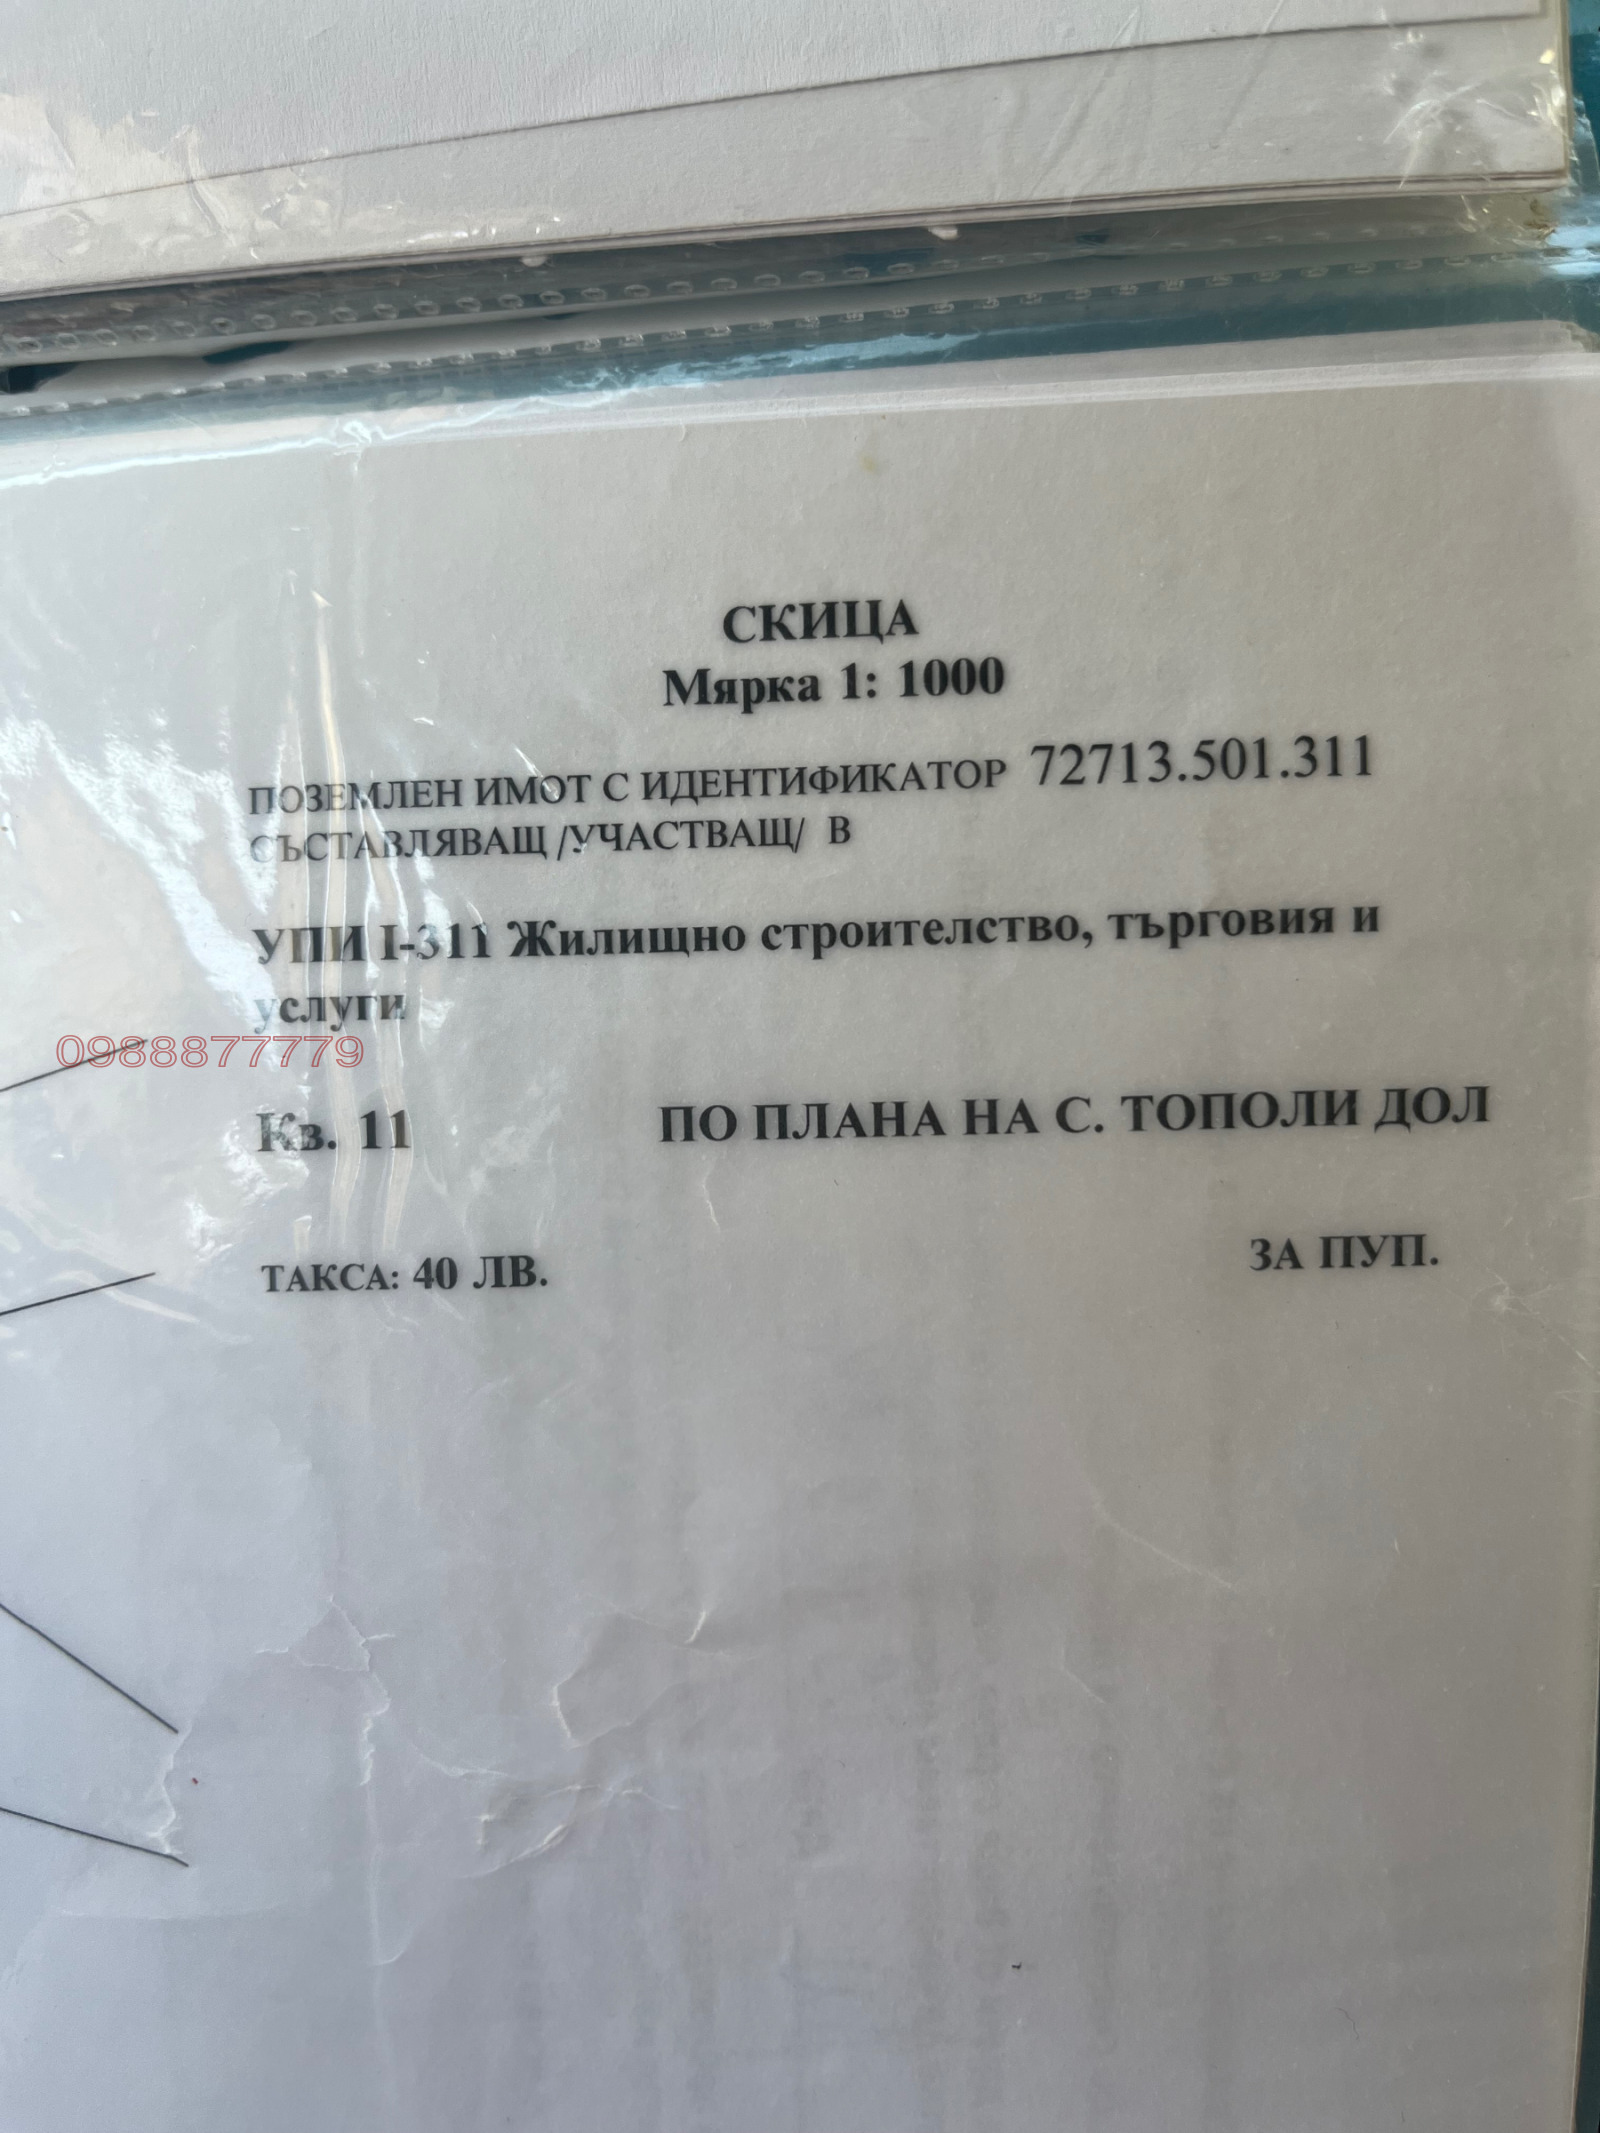 СКИЦА
Мярка 1: 1000
ПОЗЕМЛЕН ИМОТ С ИДЕНТИФИКАТОР 72713.501.311
СЪСТАВЛЯВАЩ /УЧАСТВАЩ/ В
УПИ I-311 Жилищно строителство, търговия и
услуги
0988877779
Кв. 11 ПО ПЛАНА НА С. ТОПОЛИ ДОЛ
ТАКСА: 40 ЛВ. ЗА ПУП.